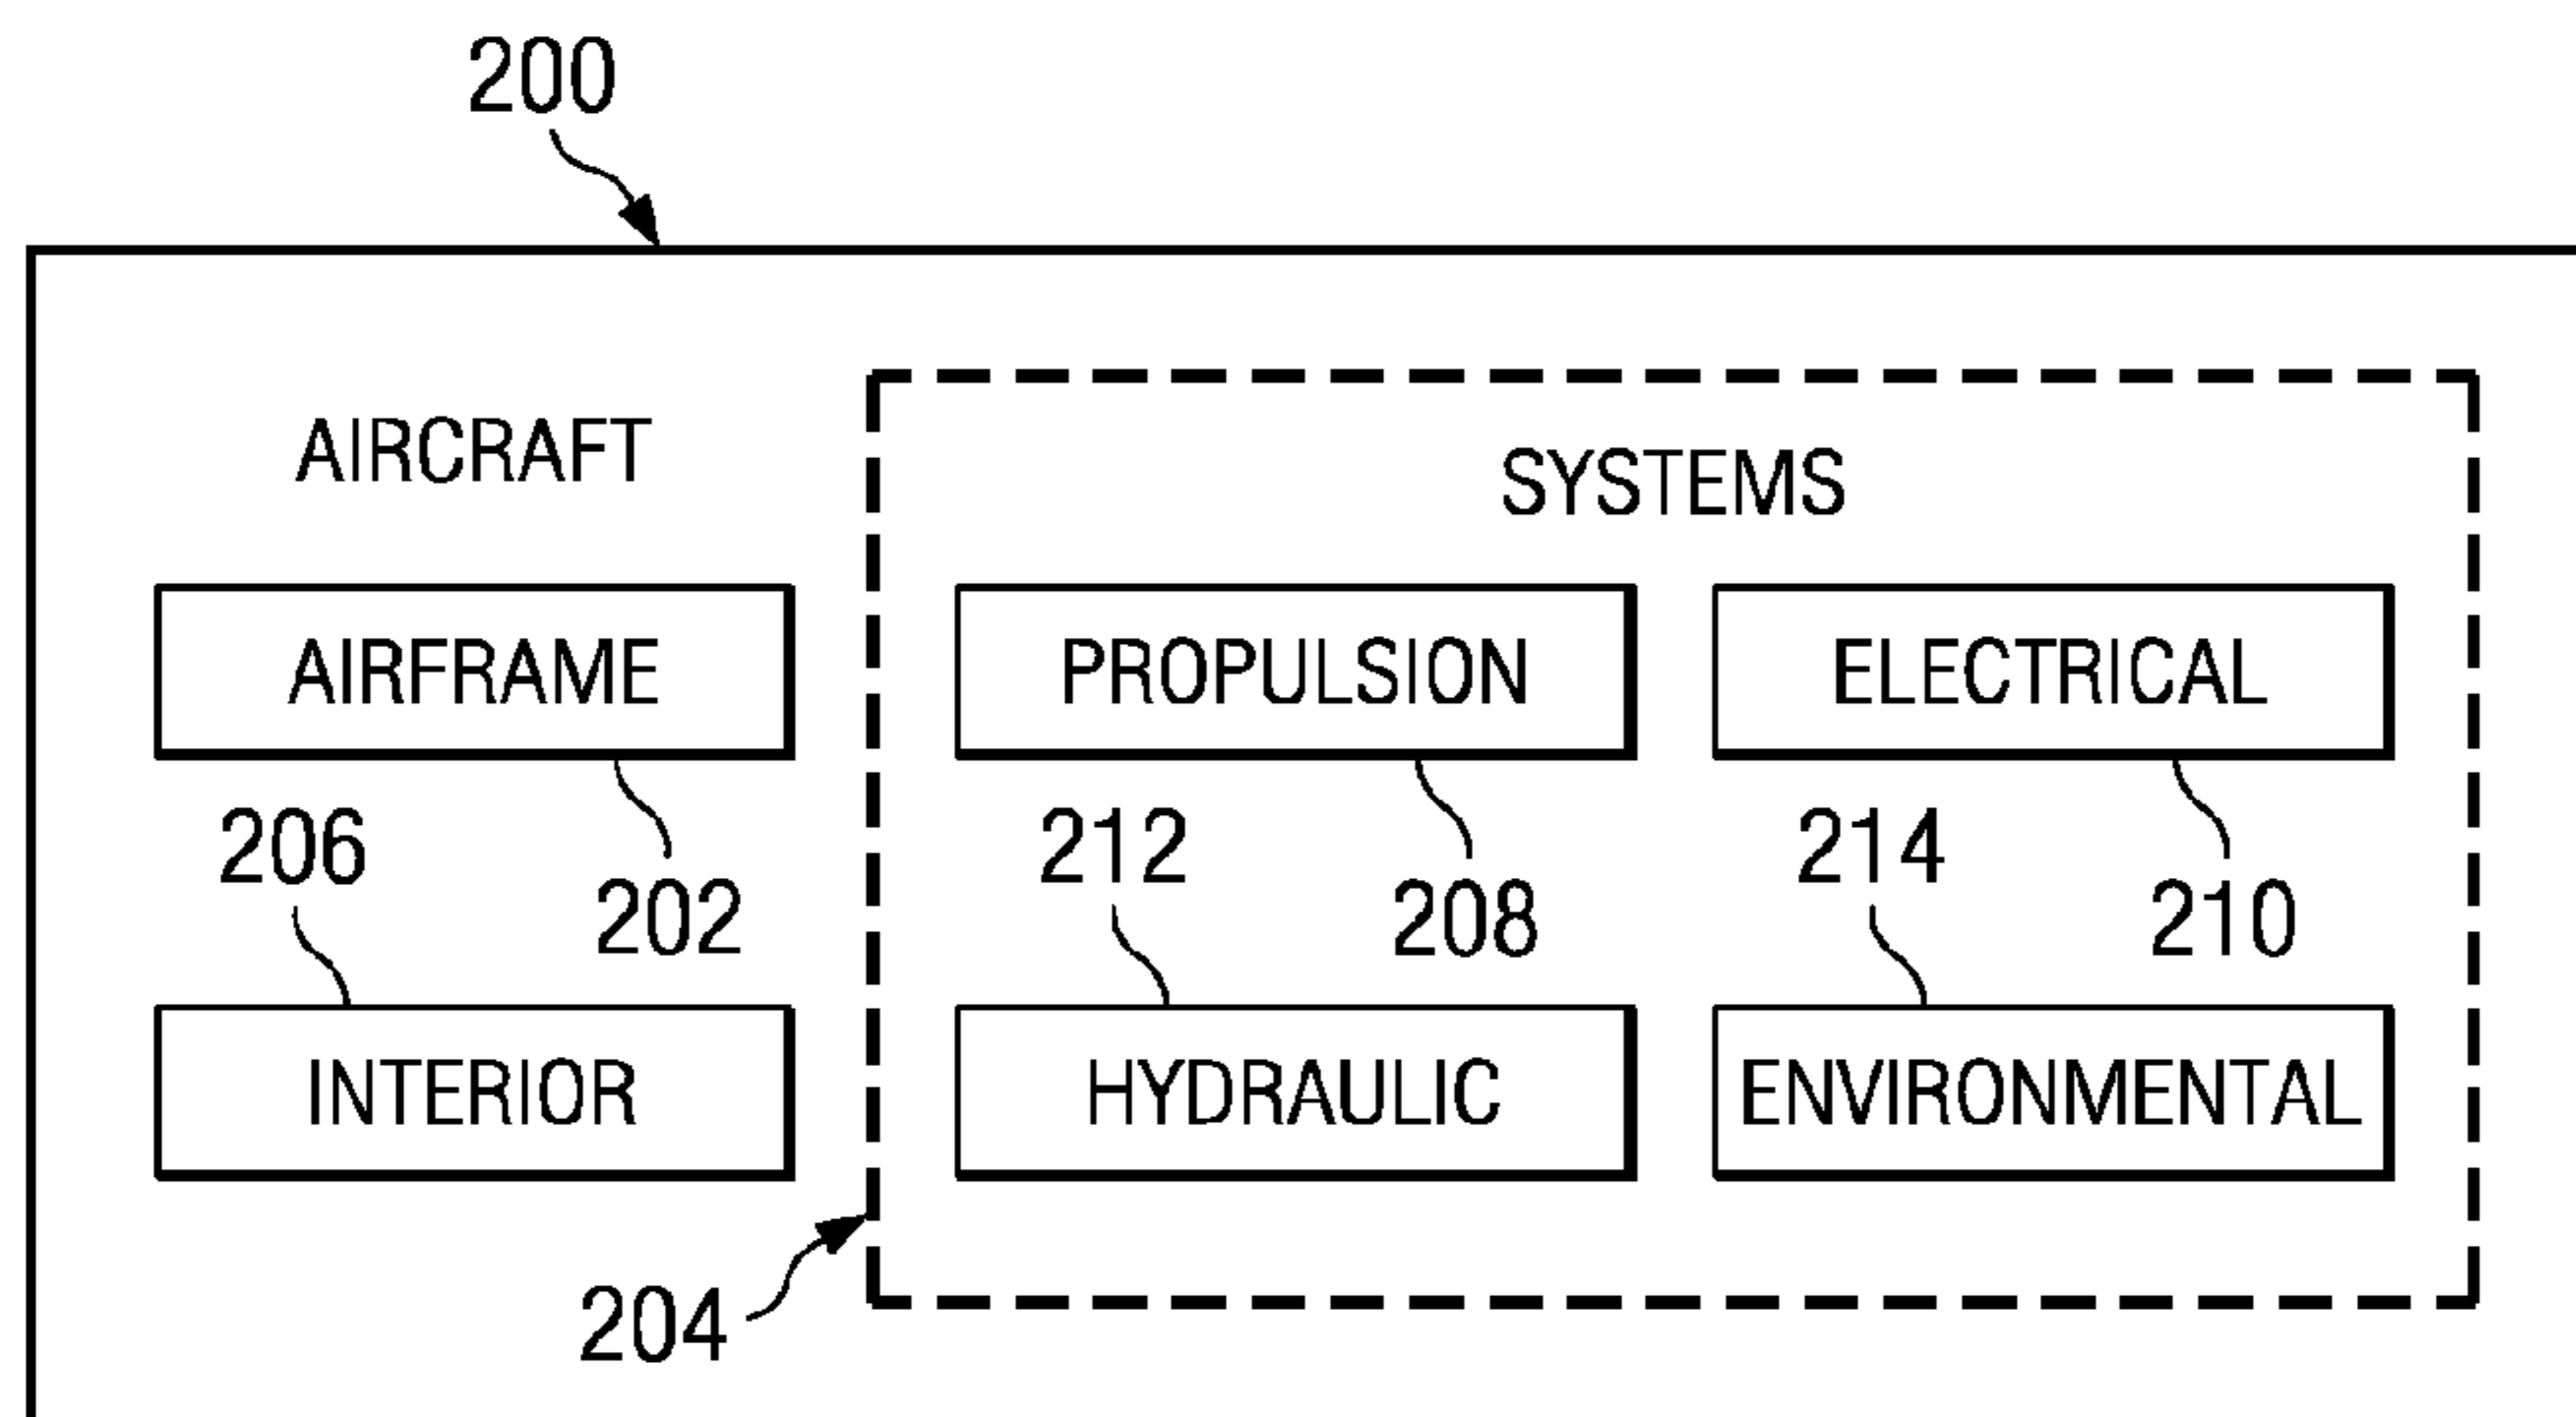 200
AIRCRAFT
SYSTEMS
AIRFRAME
PROPULSION
ELECTRICAL
206
202
212
208
214
210
INTERIOR
HYDRAULIC
ENVIRONMENTAL
204